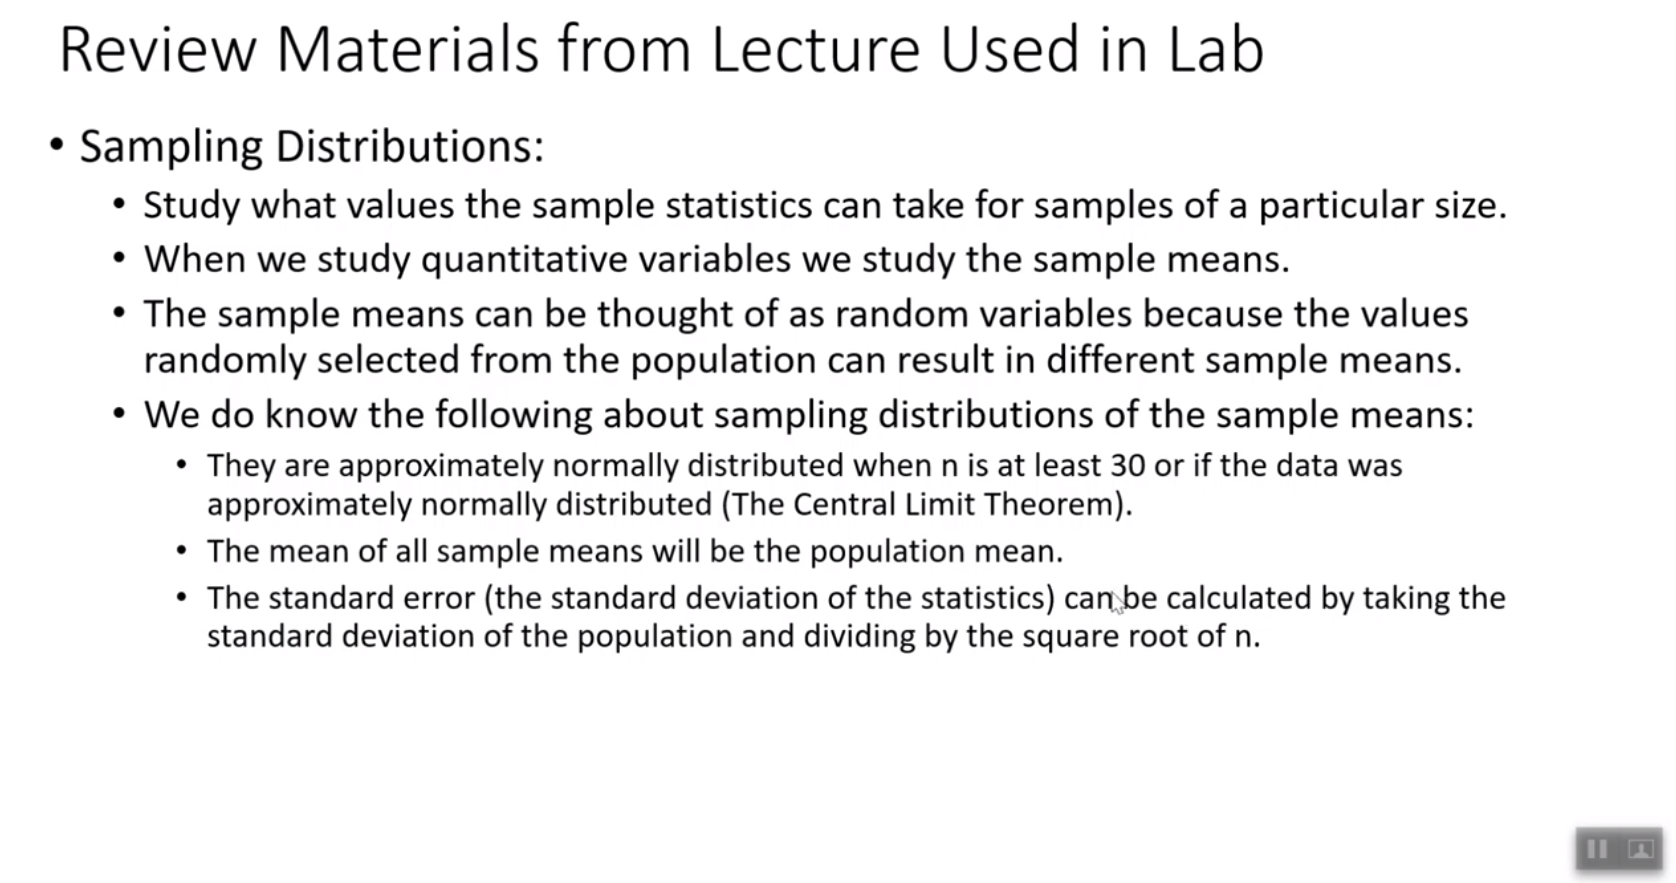 Review Materials from Lecture Used in Lab
• Sampling Distributions:
• Study what values the sample statistics can take for samples of a particular size.
• When we study quantitative variables we study the sample means.
• The sample means can be thought of as random variables because the values
randomly selected from the population can result in different sample means.
• We do know the following about sampling distributions of the sample means:
• They are approximately normally distributed when n is at least 30 or if the data was
approximately normally distributed (The Central Limit Theorem).
• The mean of all sample means will be the population mean.
• The standard error (the standard deviation of the statistics) can be calculated by taking the
standard deviation of the population and dividing by the square root of n.